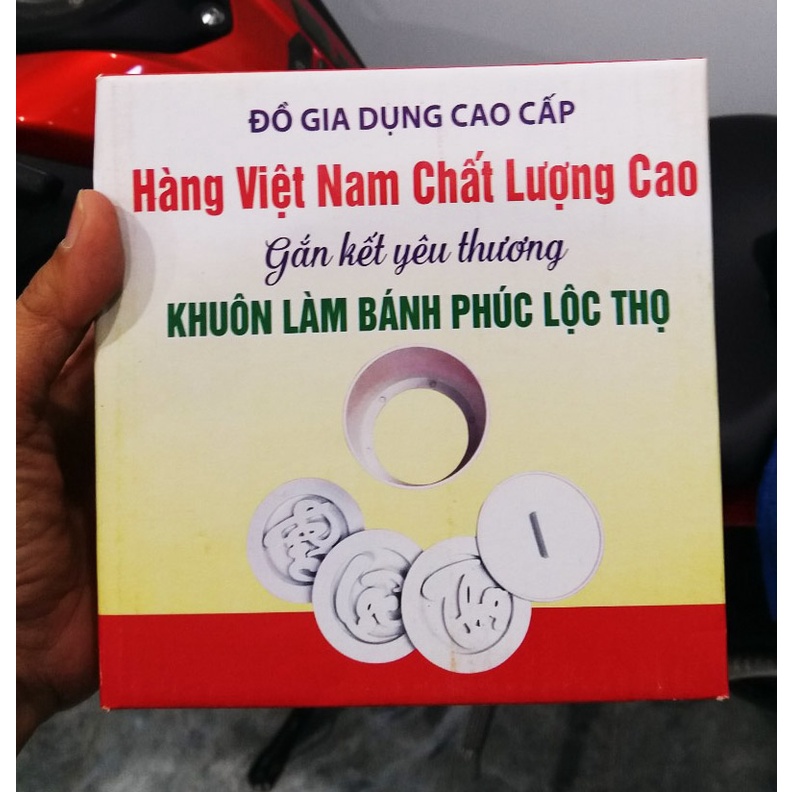 ĐỒ GIA DỤNG CAO CẤP
Hàng Việt Nam Chất Lượng Cao
Gắn kết yêu thương
KHUÔN LÀM BÁNH PHÚC LỘC THỌ